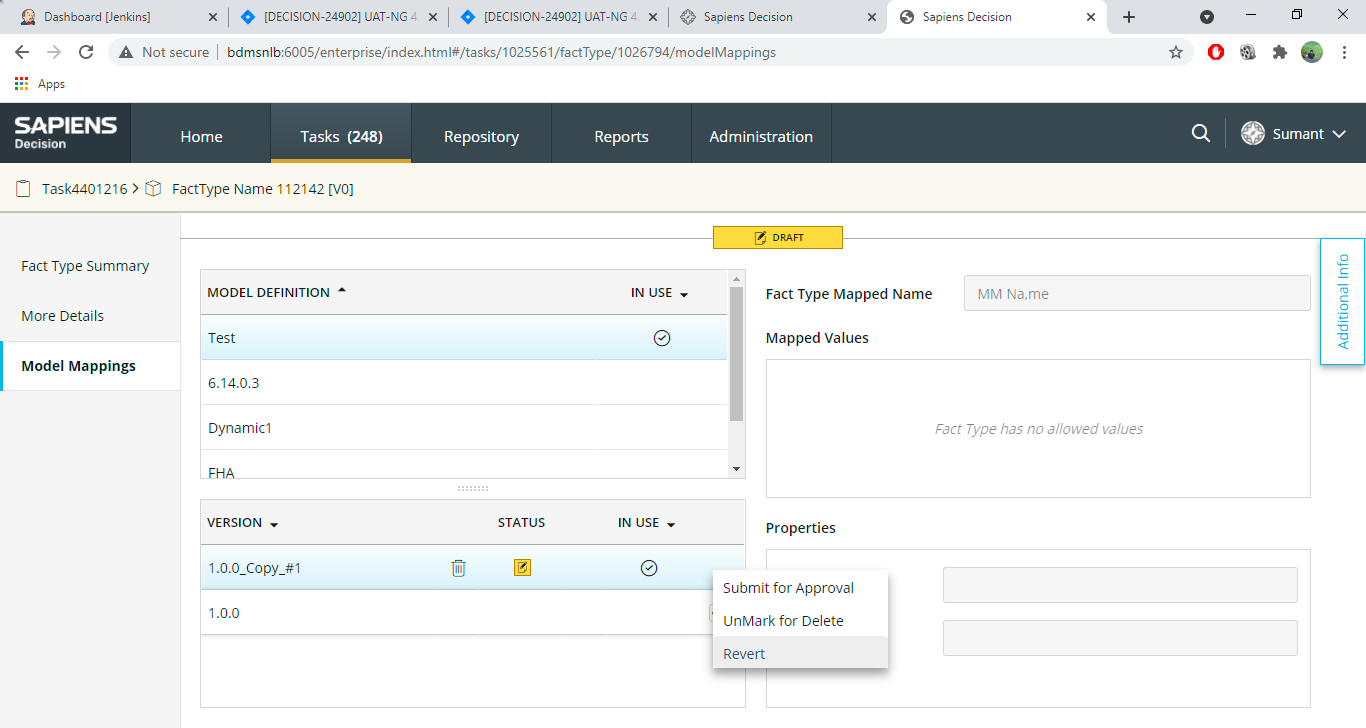 Dashboard [Jenkins]
[DECISION-24902] UAT-NG 4.
[DECISION-24902] UAT-NG 4.
Sapiens Decision
Sapiens Decision
Not secure
bdmsnlb:6005/enterprise/index.html#/tasks/1025561/factType/1026794/modelMappings
Apps
SAPIENS
Decision
Home
Tasks (248)
Repository
Reports
Administration
Sumant
Task4401216 > FactType Name 112142 [V0]
DRAFT
Fact Type Summary
More Details
Model Mappings
MODEL DEFINITION
IN USE
Test
6.14.0.3
Dynamic1
FHA
VERSION
STATUS
IN USE
1.0.0_Copy_#1
1.0.0
Submit for Approval
UnMark for Delete
Revert
Fact Type Mapped Name
MM Na,me
Mapped Values
Fact Type has no allowed values
Properties
Additional Info